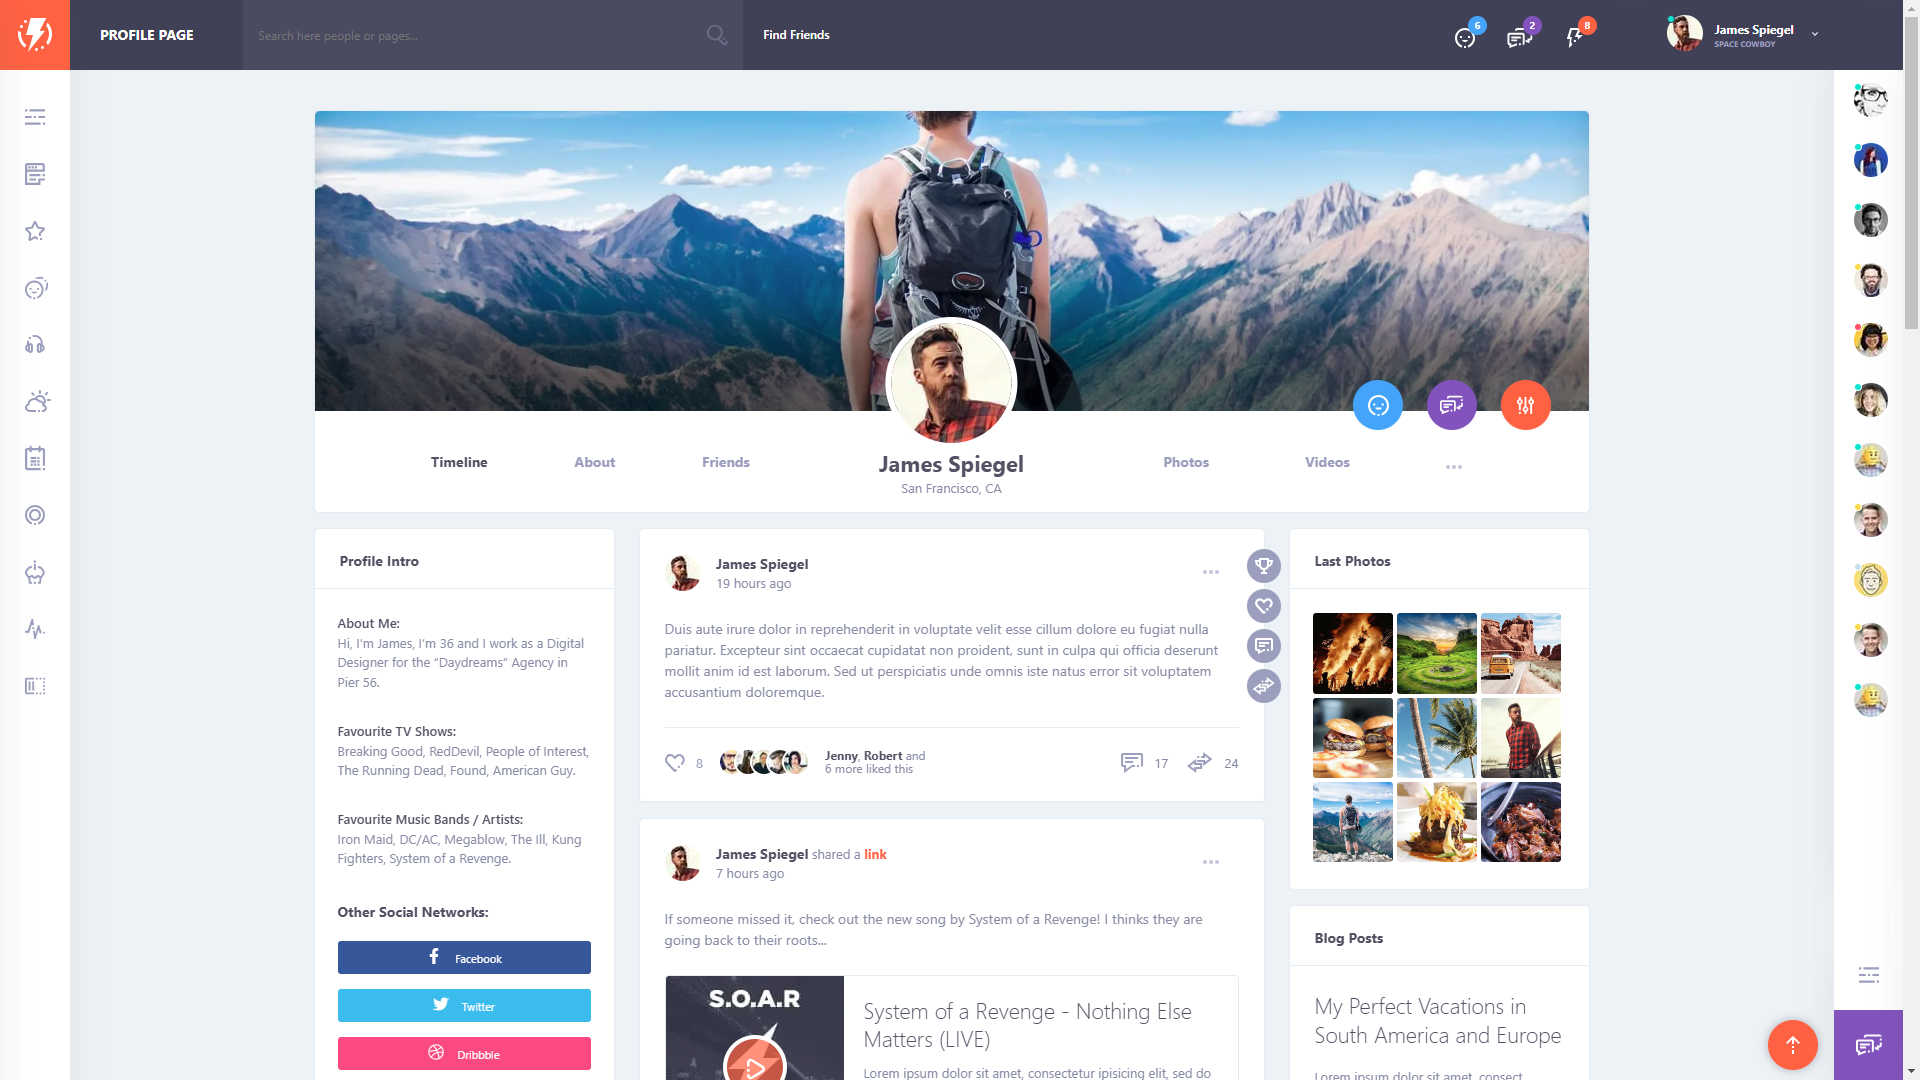 PROFILE PAGE
Search here people or pages...
Find Friends
6
2
8
James Spiegel
SPACE COWBOY
Timeline
About
Friends
James Spiegel
San Francisco, CA
Photos
Videos
Profile Intro
About Me:
Hi, I'm James, I'm 36 and I work as a Digital
Designer for the “Daydreams” Agency in
Pier 56.
Favourite TV Shows:
Breaking Good, RedDevil, People of Interest,
The Running Dead, Found, American Guy.
Favourite Music Bands / Artists:
Iron Maid, DC/AC, Megablow, The Ill, Kung
Fighters, System of a Revenge.
Other Social Networks:
Facebook
Twitter
Dribbble
James Spiegel
19 hours ago
Duis aute irure dolor in reprehenderit in voluptate velit esse cillum dolore eu fugiat nulla
pariatur. Excepteur sint occaecat cupidatat non proident, sunt in culpa qui officia deserunt
mollit anim id est laborum. Sed ut perspiciatis unde omnis iste natus error sit voluptatem
accusantium doloremque.
8
Jenny, Robert and
6 more liked this
17
24
James Spiegel shared a link
7 hours ago
If someone missed it, check out the new song by System of a Revenge! I thinks they are
going back to their roots...
S.O.A.R
System of a Revenge - Nothing Else
Matters (LIVE)
Lorem ipsum dolor sit amet, consectetur ipisicing elit, sed do
Last Photos
Blog Posts
My Perfect Vacations in
South America and Europe
Lorem ipsum dolor sit amet, consect